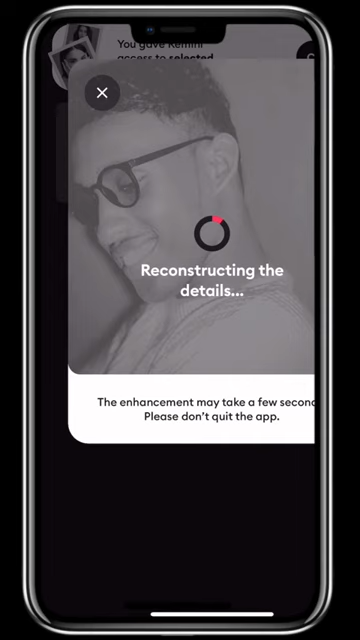 You gave Remini
access to selected
Reconstructing the
details...
The enhancement may take a few second
Please don't quit the app.